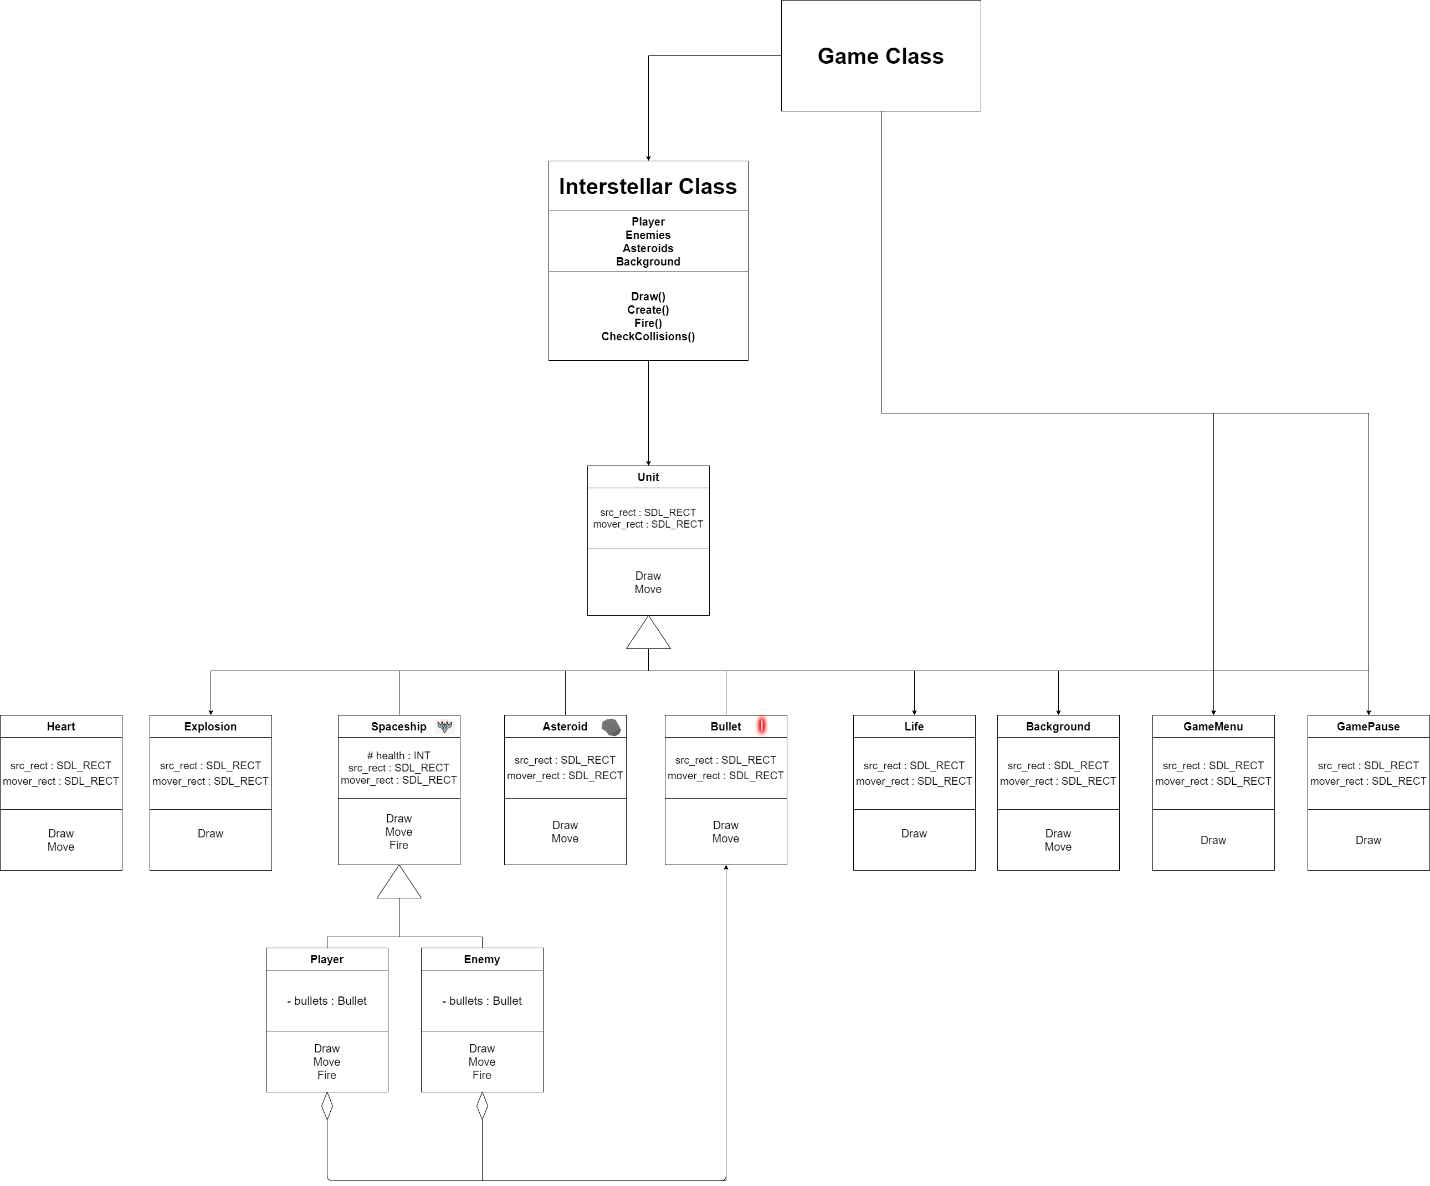 Game Class
Interstellar Class
Player
Enemies
Asteroids
Background
Draw()
Create()
Fire()
CheckCollisions()
Unit
src_rect : SDL_RECT
mover_rect : SDL_RECT
Draw
Move
Heart
src_rect : SDL_RECT
mover_rect : SDL_RECT
Draw
Move
Explosion
src_rect : SDL_RECT
mover_rect : SDL_RECT
Draw
Spaceship
# health : INT
src_rect : SDL_RECT
mover_rect : SDL_RECT
Draw
Move
Fire
Asteroid
src_rect : SDL_RECT
mover_rect : SDL_RECT
Draw
Move
Bullet
src_rect : SDL_RECT
mover_rect : SDL_RECT
Draw
Move
Life
src_rect : SDL_RECT
mover_rect : SDL_RECT
Draw
Background
src_rect : SDL_RECT
mover_rect : SDL_RECT
Draw
Move
GameMenu
src_rect : SDL_RECT
mover_rect : SDL_RECT
Draw
GamePause
src_rect : SDL_RECT
mover_rect : SDL_RECT
Draw
Player
- bullets : Bullet
Draw
Move
Fire
Enemy
- bullets : Bullet
Draw
Move
Fire